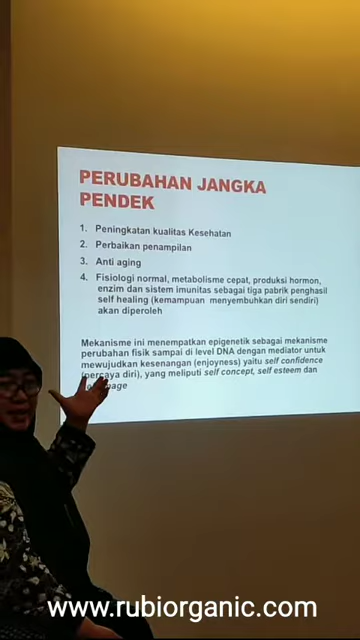 PERUBAHAN JANGKA
PENDEK
1. Peningkatan kualitas Kesehatan
2. Perbaikan penampilan
3. Anti aging
4. Fisiologi normal, metabolisme cepat, produksi hormon,
enzim dan sistem imunitas sebagai tiga pabrik penghasil
self healing (kemampuan menyembuhkan diri sendiri)
akan diperoleh
Mekanisme ini menempatkan epigenetik sebagai mekanisme
perubahan fisik sampai di level DNA dengan mediator untuk
mewujudkan kesenangan (enjoyness) yaitu self confidence
(percaya diri), yang meliputi self concept, self esteem dan
www.rubiorganic.com